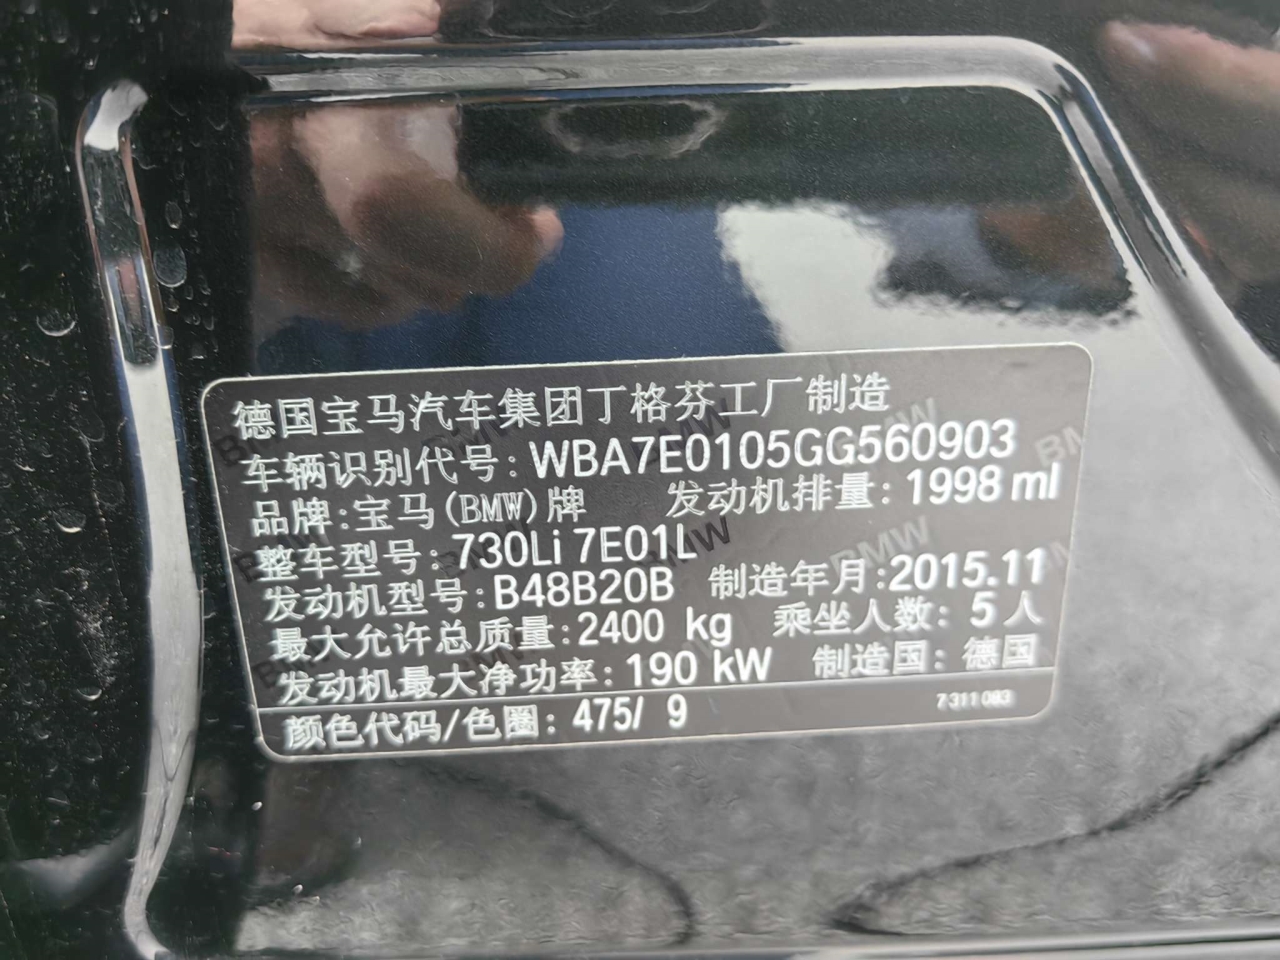 德国宝马汽车集团丁格芬工厂制造
车辆识别代号：WBA7E0105GG560903
品牌：宝马(BMW)牌 发动机排量：1998 ml
整车型号：730Li 7E01L
发动机型号：B48B20B 制造年月：2015.11
最大允许总质量：2400 kg 乘坐人数：5人
发动机最大净功率：190 kW 制造国：德国
颜色代码/色圈：475/ 9 7311083